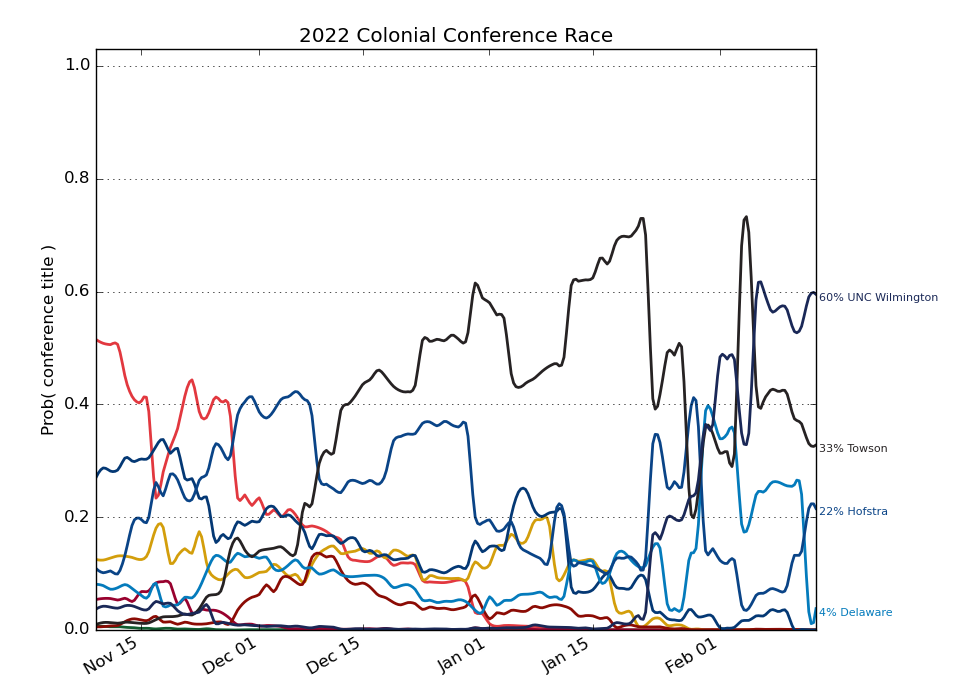 2022 Colonial Conference Race
Prob( conference title )
1.0
0.8
0.6
0.4
0.2
0.0
60% UNC Wilmington
33% Towson
22% Hofstra
4% Delaware
Nov 15
Dec 01
Dec 15
Jan 01
Jan 15
Feb 01